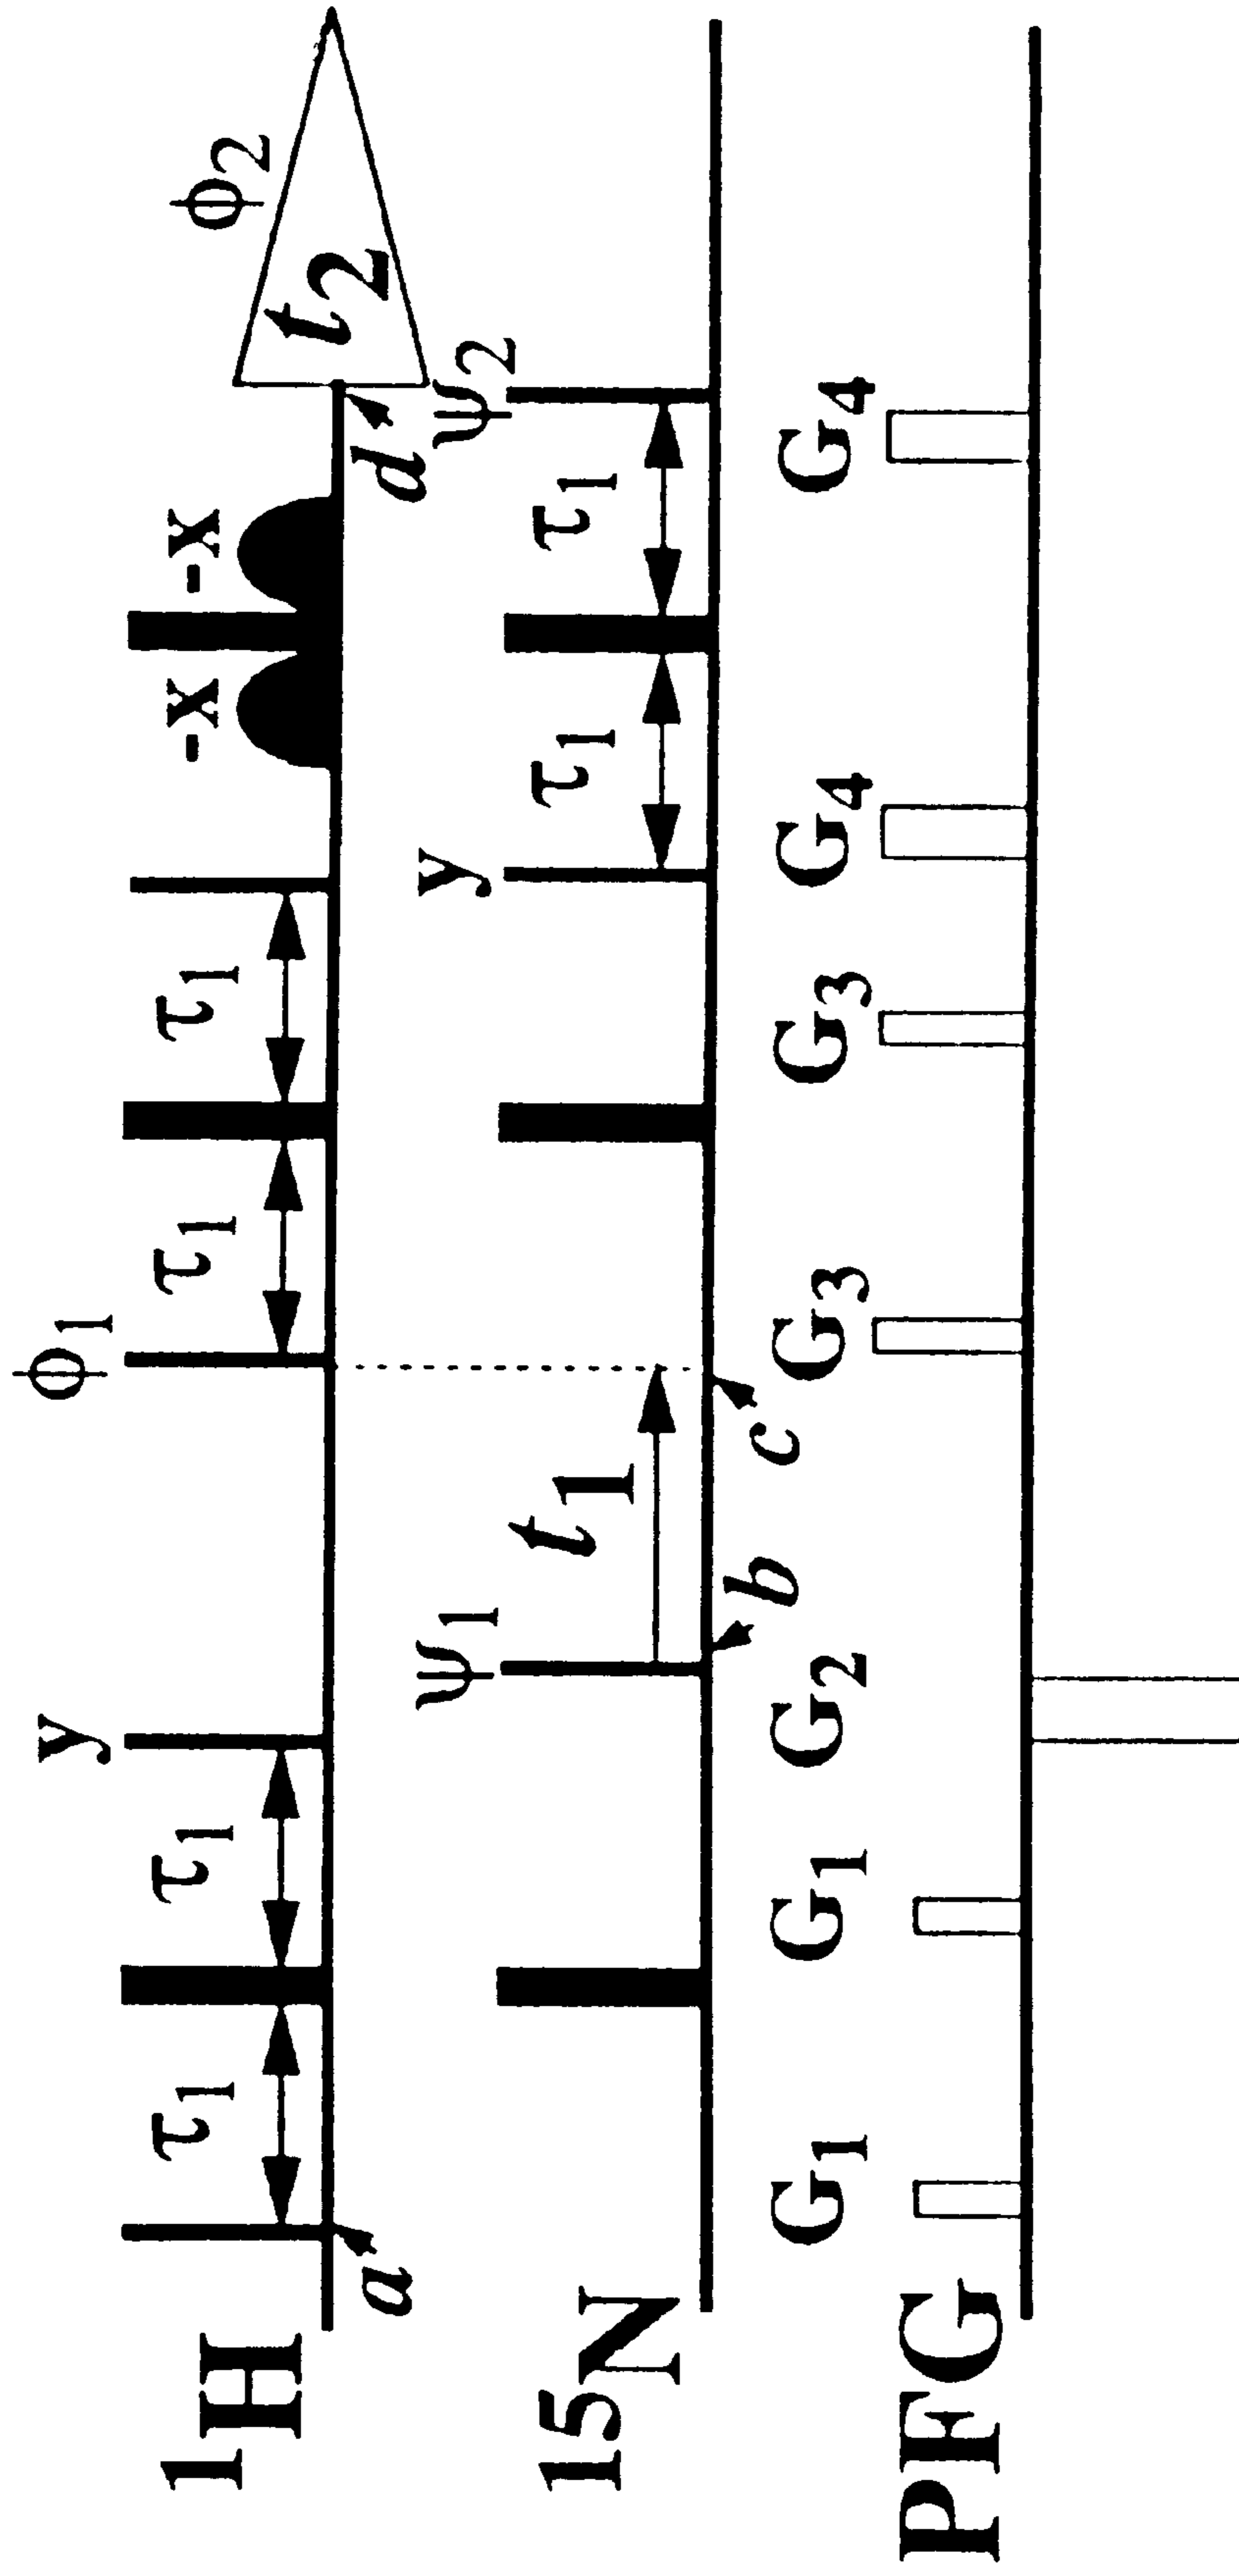 y ϕ1
1H τ1 τ1 τ1 τ1 -x -x ϕ2
t2
a d
ψ1 y ψ2
15N t1 τ1 τ1
b c
G1 G1 G2 G3 G3 G4 G4
PFG